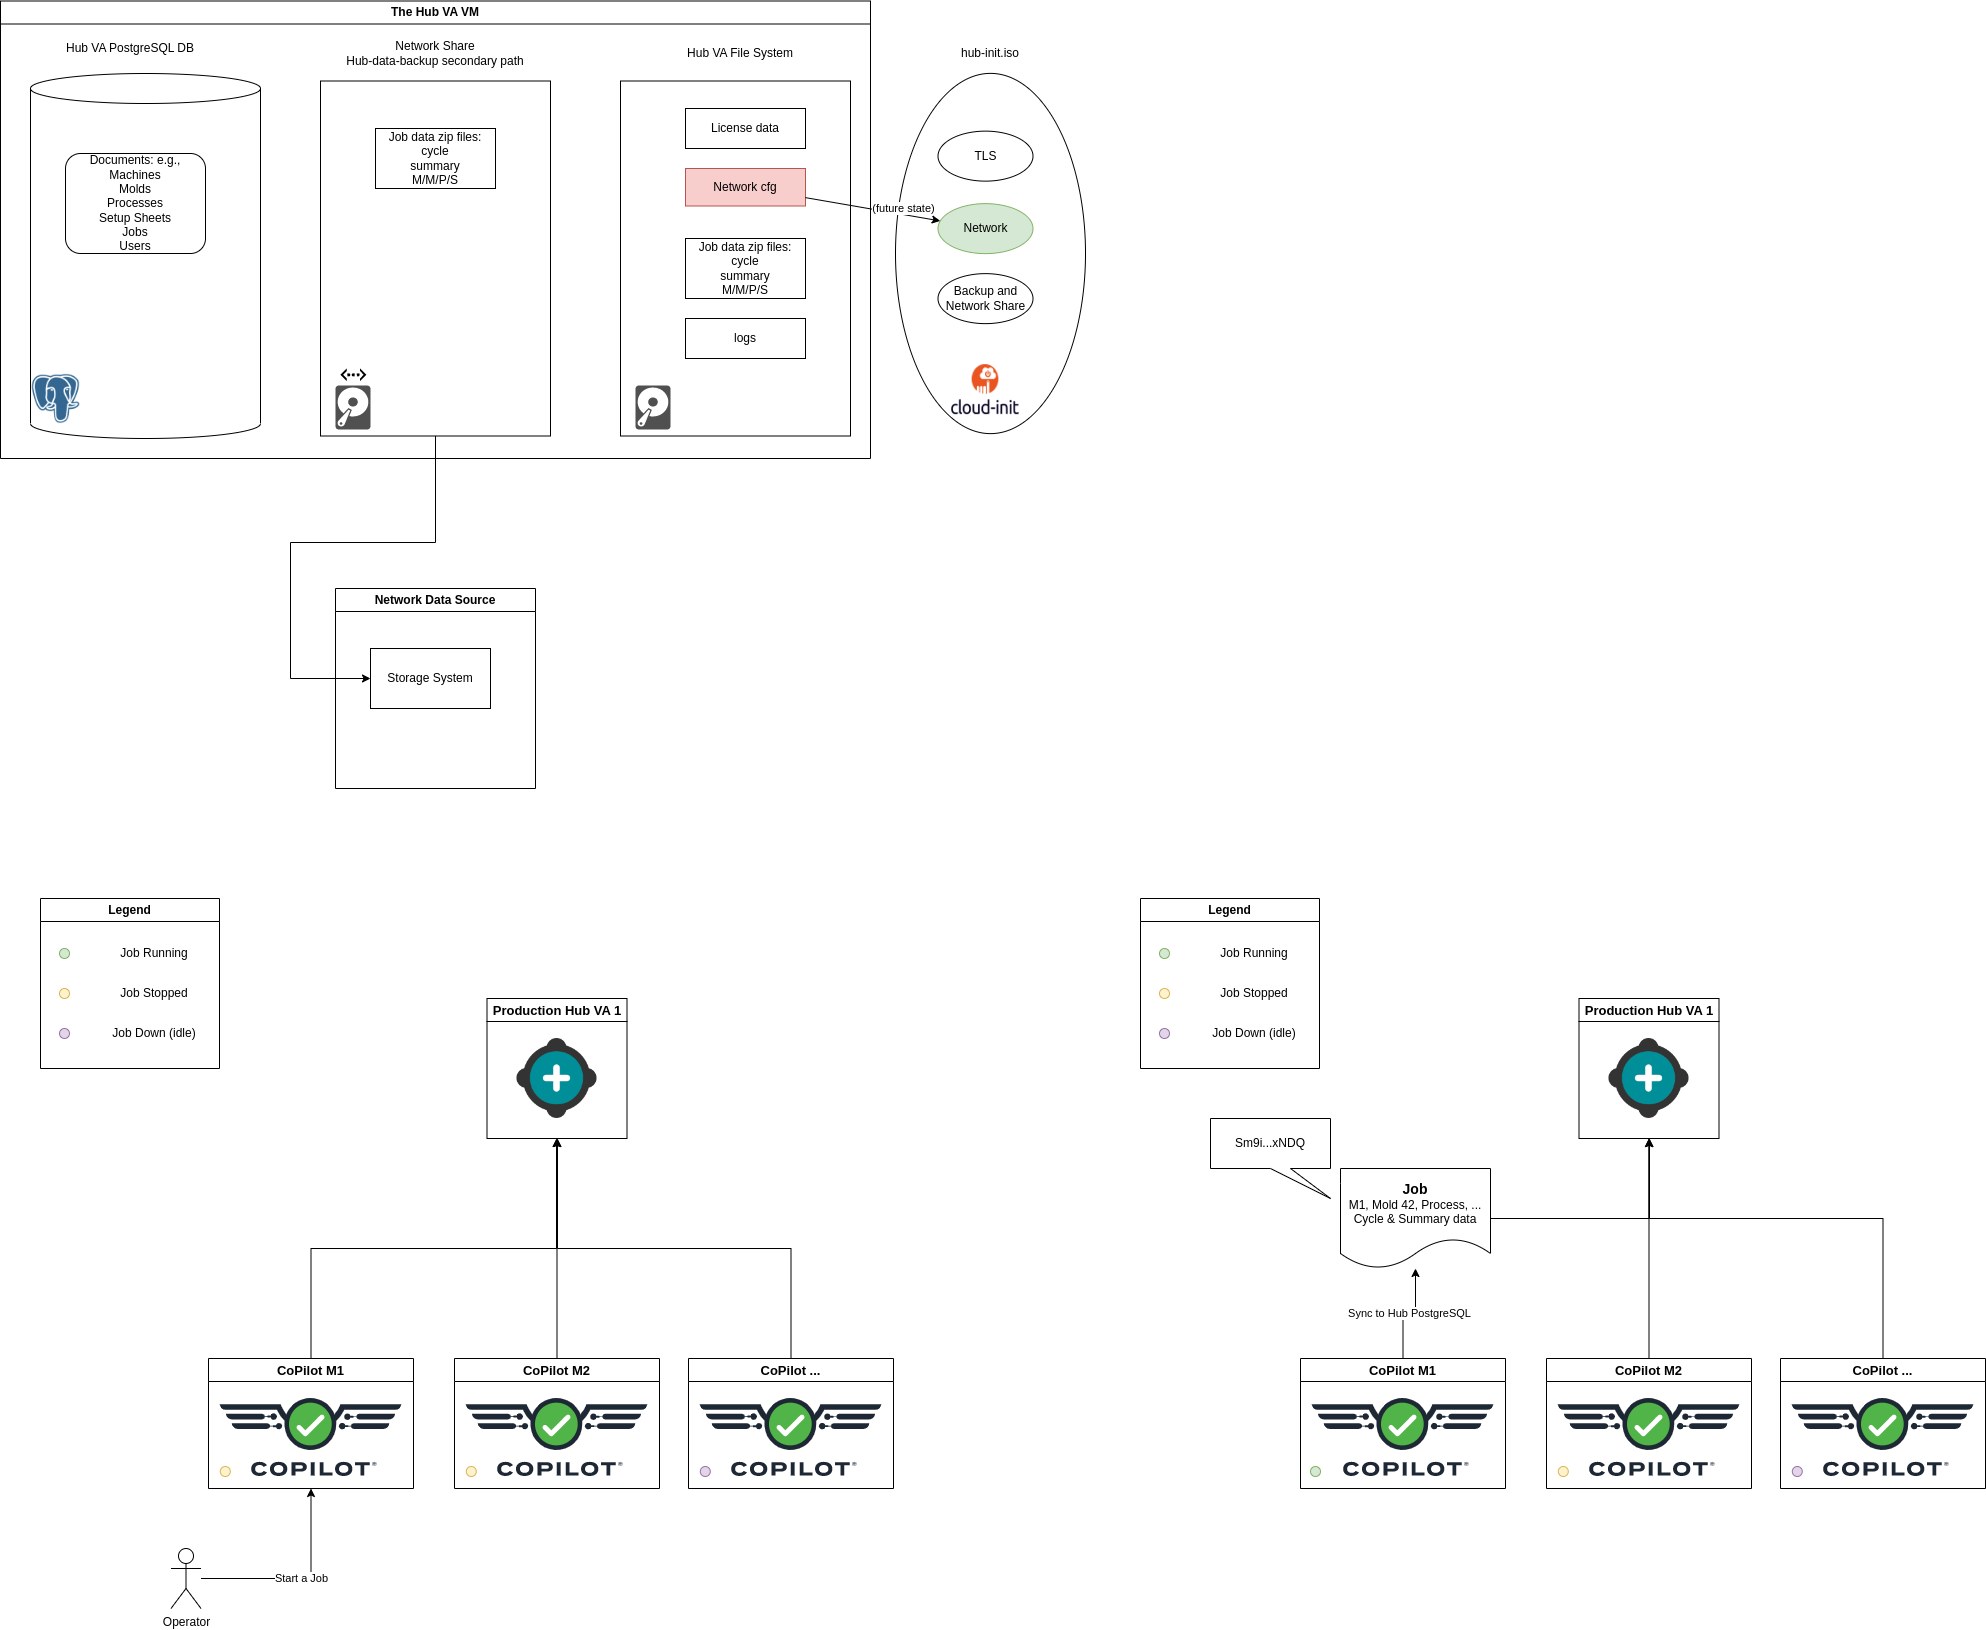 The Hub VA VM
Hub VA PostgreSQL DB
Documents: e.g.,
Machines
Molds
Processes
Setup Sheets
Jobs
Users
Network Share
Hub-data-backup secondary path
Job data zip files:
cycle
summary
M/M/P/S
Hub VA File System
License data
Network cfg
Job data zip files:
cycle
summary
M/M/P/S
logs
(future state)
hub-init.iso
TLS
Network
Backup and
Network Share
cloud-init
Network Data Source
Storage System
Legend
Job Running
Job Stopped
Job Down (idle)
Production Hub VA 1
CoPilot M1
COPILOT®
CoPilot M2
COPILOT®
CoPilot ...
COPILOT®
Start a Job
Operator
Legend
Job Running
Job Stopped
Job Down (idle)
Production Hub VA 1
Sm9i...xNDQ
Job
M1, Mold 42, Process, ...
Cycle & Summary data
Sync to Hub PostgreSQL
CoPilot M1
COPILOT®
CoPilot M2
COPILOT®
CoPilot ...
COPILOT®